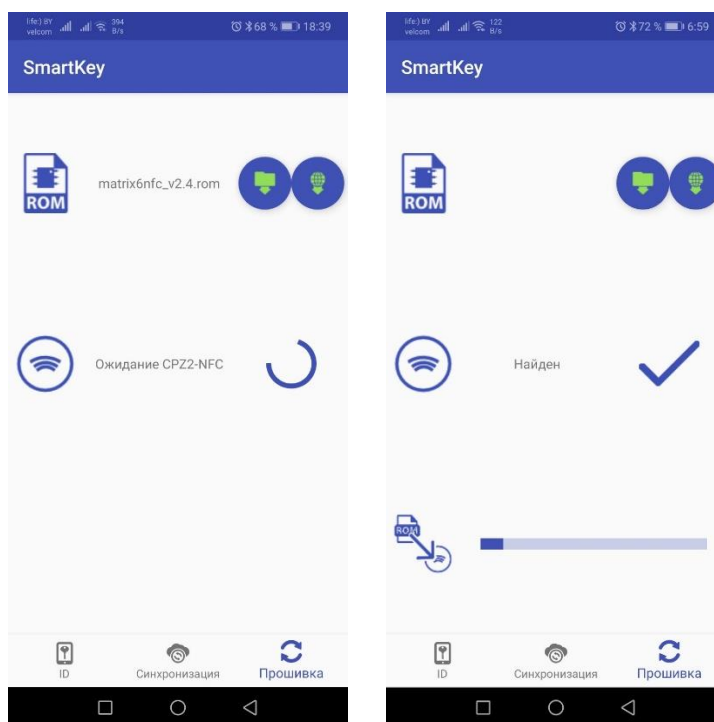 life:) BY
velcom
394
B/s
68 %
18:39
SmartKey
ROM
matrix6nfc_v2.4.rom
Ожидание CPZ2-NFC
ID
Синхронизация
Прошивка
life:) BY
velcom
122
B/s
72 %
6:59
SmartKey
ROM
Найден
ROM
ID
Синхронизация
Прошивка